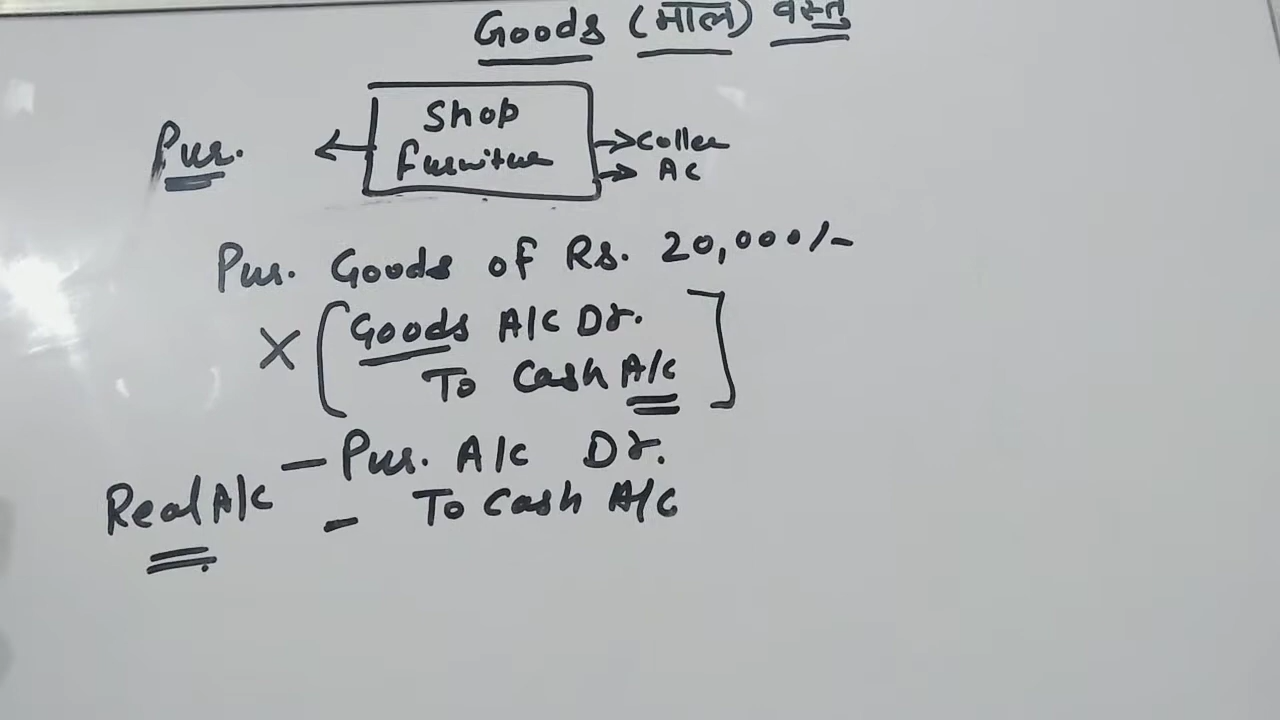 Goods (माल) वस्तु
Pur.
Shop
furniture
Coller
AC
Pur. Goods of Rs. 20,000/-
× [Goods A/C Dr.
To Cash A/c]
Real A/C - Pur. A/c Dr.
- To Cash A/c